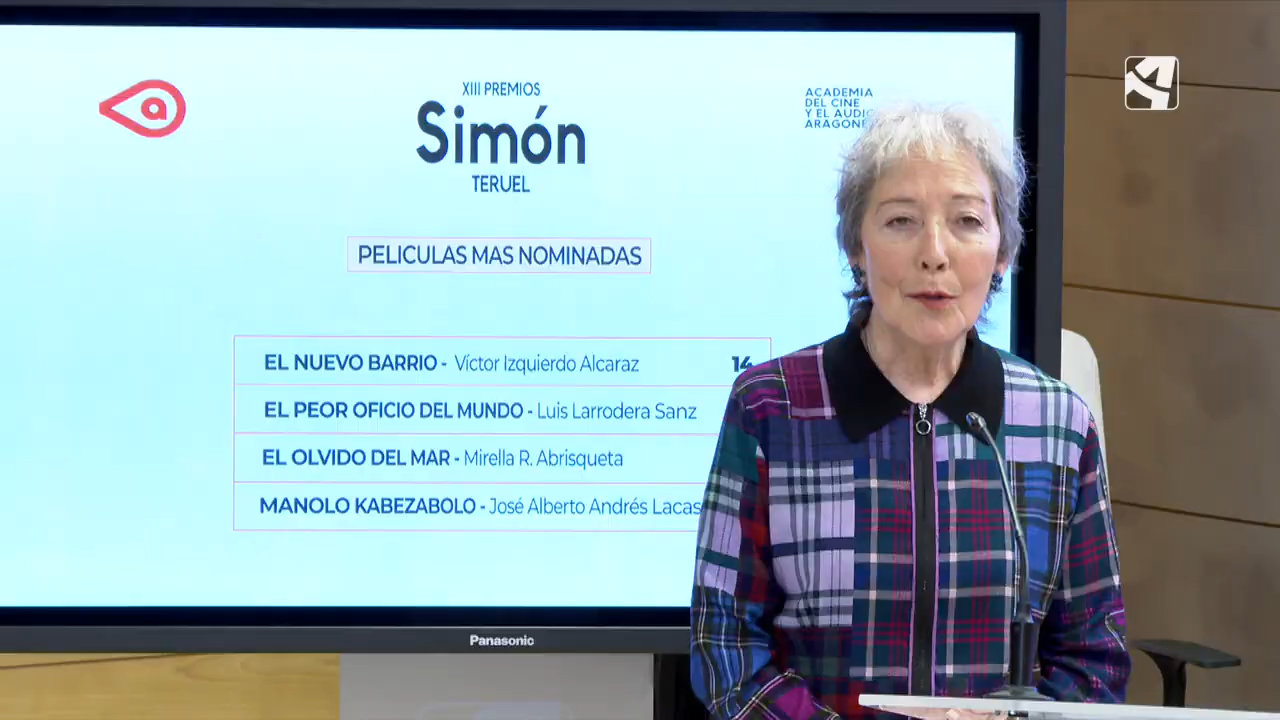 XIII PREMIOS
Simón
TERUEL
ACADEMIA
DEL CINE
Y EL
ARAGONE
PELICULAS MAS NOMINADAS
EL NUEVO BARRIO - Víctor Izquierdo Alcaraz 14
EL PEOR OFICIO DEL MUNDO - Luis Larrodera Sanz
EL OLVIDO DEL MAR - Mirella R. Abrisqueta
MANOLO KABEZABOLO - José Alberto Andrés Lacas
Panasonic